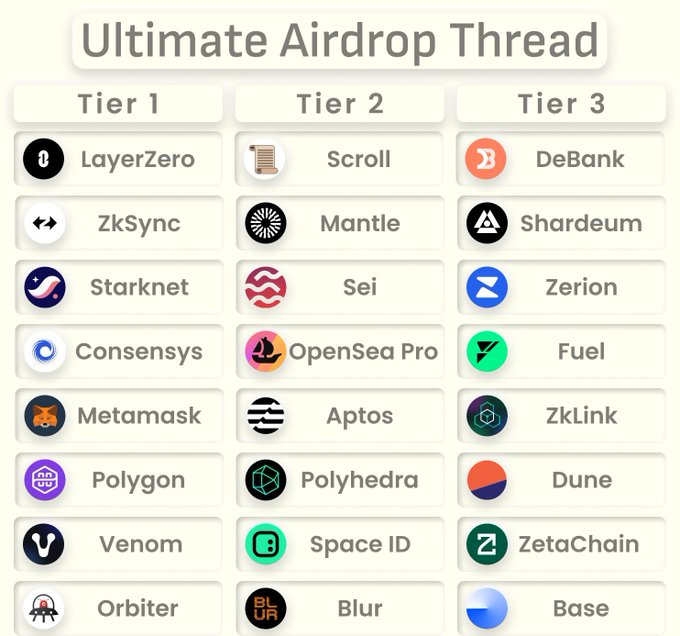 Ultimate Airdrop Thread
Tier 1 Tier 2 Tier 3
LayerZero Scroll DeBank
ZkSync Mantle Shardeum
Starknet Sei Zerion
Consensys OpenSea Pro Fuel
Metamask Aptos ZkLink
Polygon Polyhedra Dune
Venom Space ID ZetaChain
Orbiter BLUR Blur Base